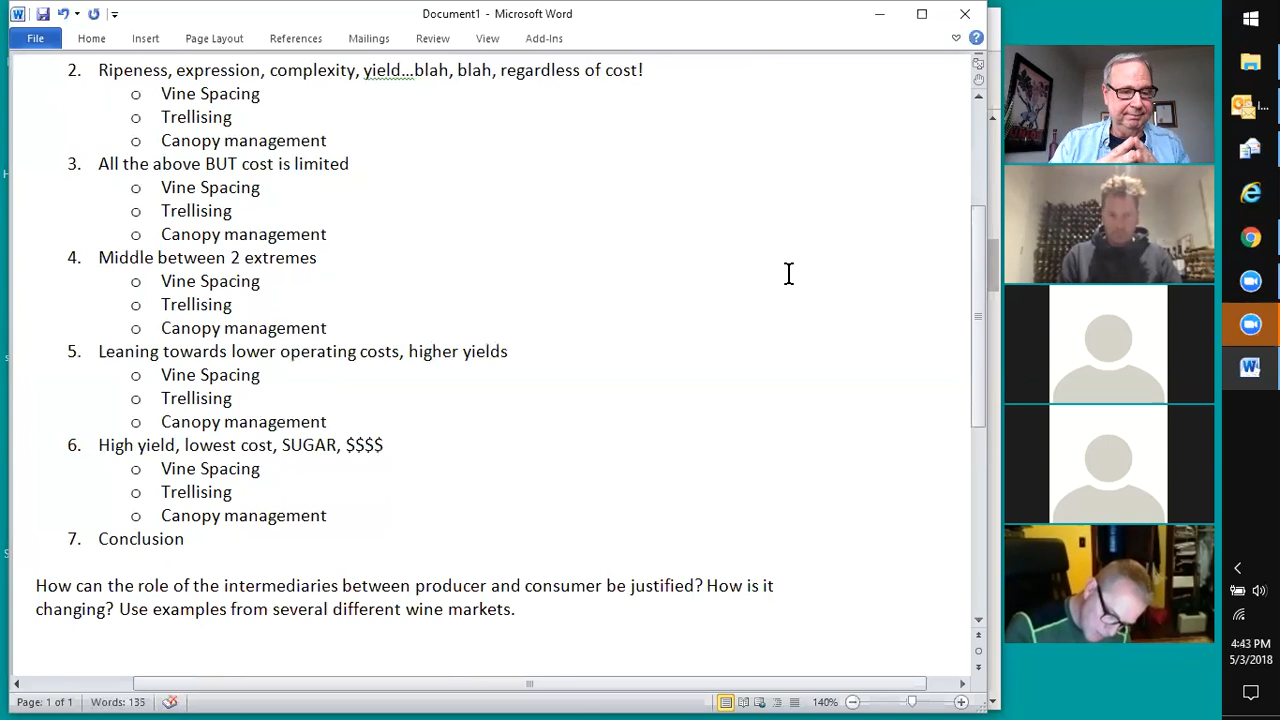 Document1 - Microsoft Word
File Home Insert Page Layout References Mailings Review View Add-Ins
2. Ripeness, expression, complexity, yield...blah, blah, regardless of cost!
o Vine Spacing
o Trellising
o Canopy management
3. All the above BUT cost is limited
o Vine Spacing
o Trellising
o Canopy management
4. Middle between 2 extremes
o Vine Spacing
o Trellising
o Canopy management
5. Leaning towards lower operating costs, higher yields
o Vine Spacing
o Trellising
o Canopy management
6. High yield, lowest cost, SUGAR, $$$$
o Vine Spacing
o Trellising
o Canopy management
7. Conclusion
How can the role of the intermediaries between producer and consumer be justified? How is it
changing? Use examples from several different wine markets.
Page: 1 of 1 Words: 135 140%
4:43 PM
5/3/2018